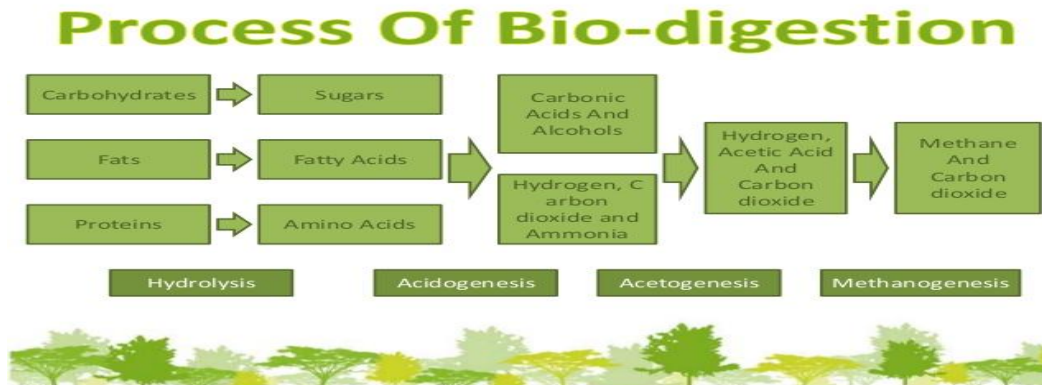 Process Of Bio-digestion
Carbohydrates
Sugars
Fats
Fatty Acids
Proteins
Amino Acids
Carbonic
Acids And
Alcohols
Hydrogen, C
arbon
dioxide and
Ammonia
Hydrogen,
Acetic Acid
And
Carbon
dioxide
Methane
And
Carbon
dioxide
Hydrolysis
Acidogenesis
Acetogenesis
Methanogenesis